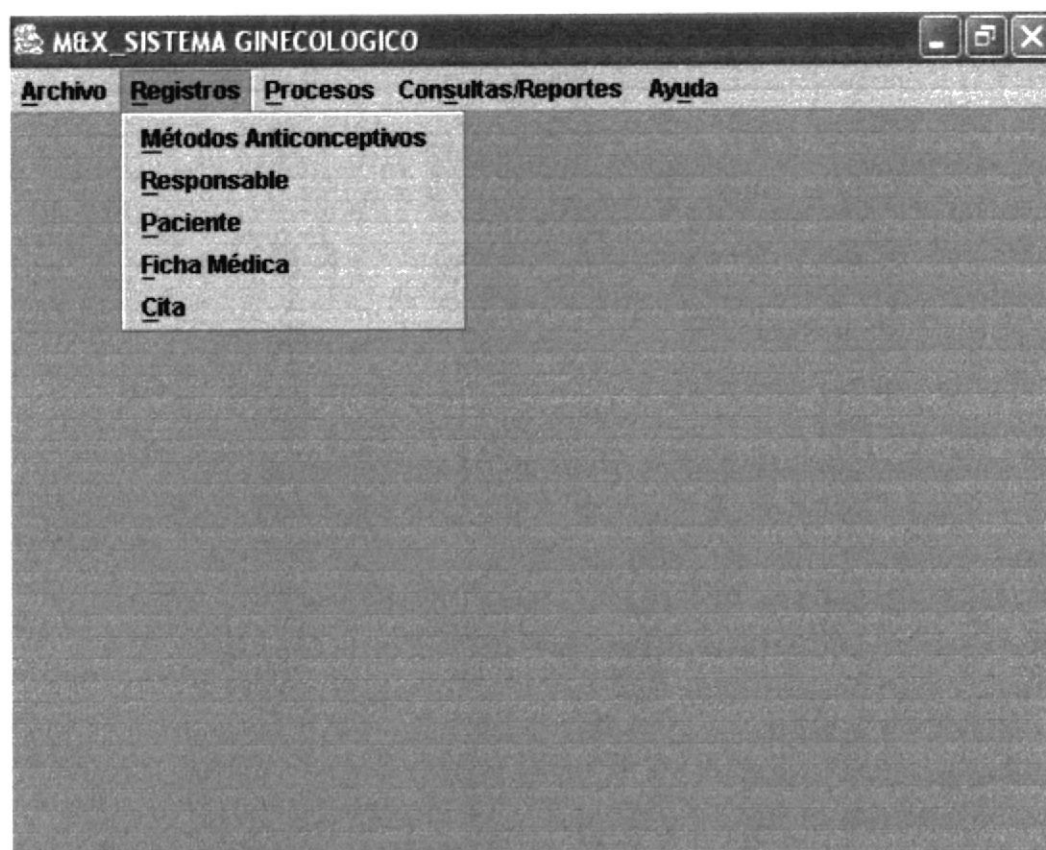 M&X_SISTEMA GINECOLOGICO
Archivo Registros Procesos Consultas/Reportes Ayuda
Métodos Anticonceptivos
Responsable
Paciente
Ficha Médica
Cita